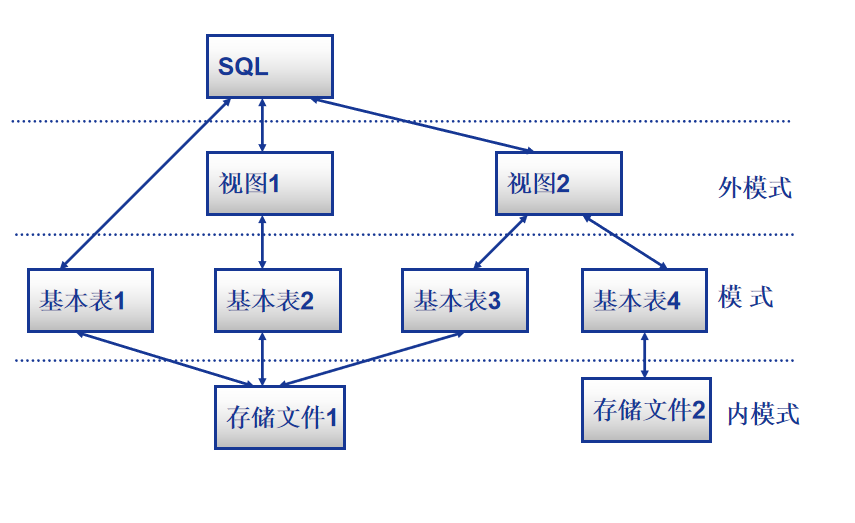 SQL
视图1
视图2
外模式
基本表1
基本表2
基本表3
基本表4
模 式
存储文件1
存储文件2
内模式